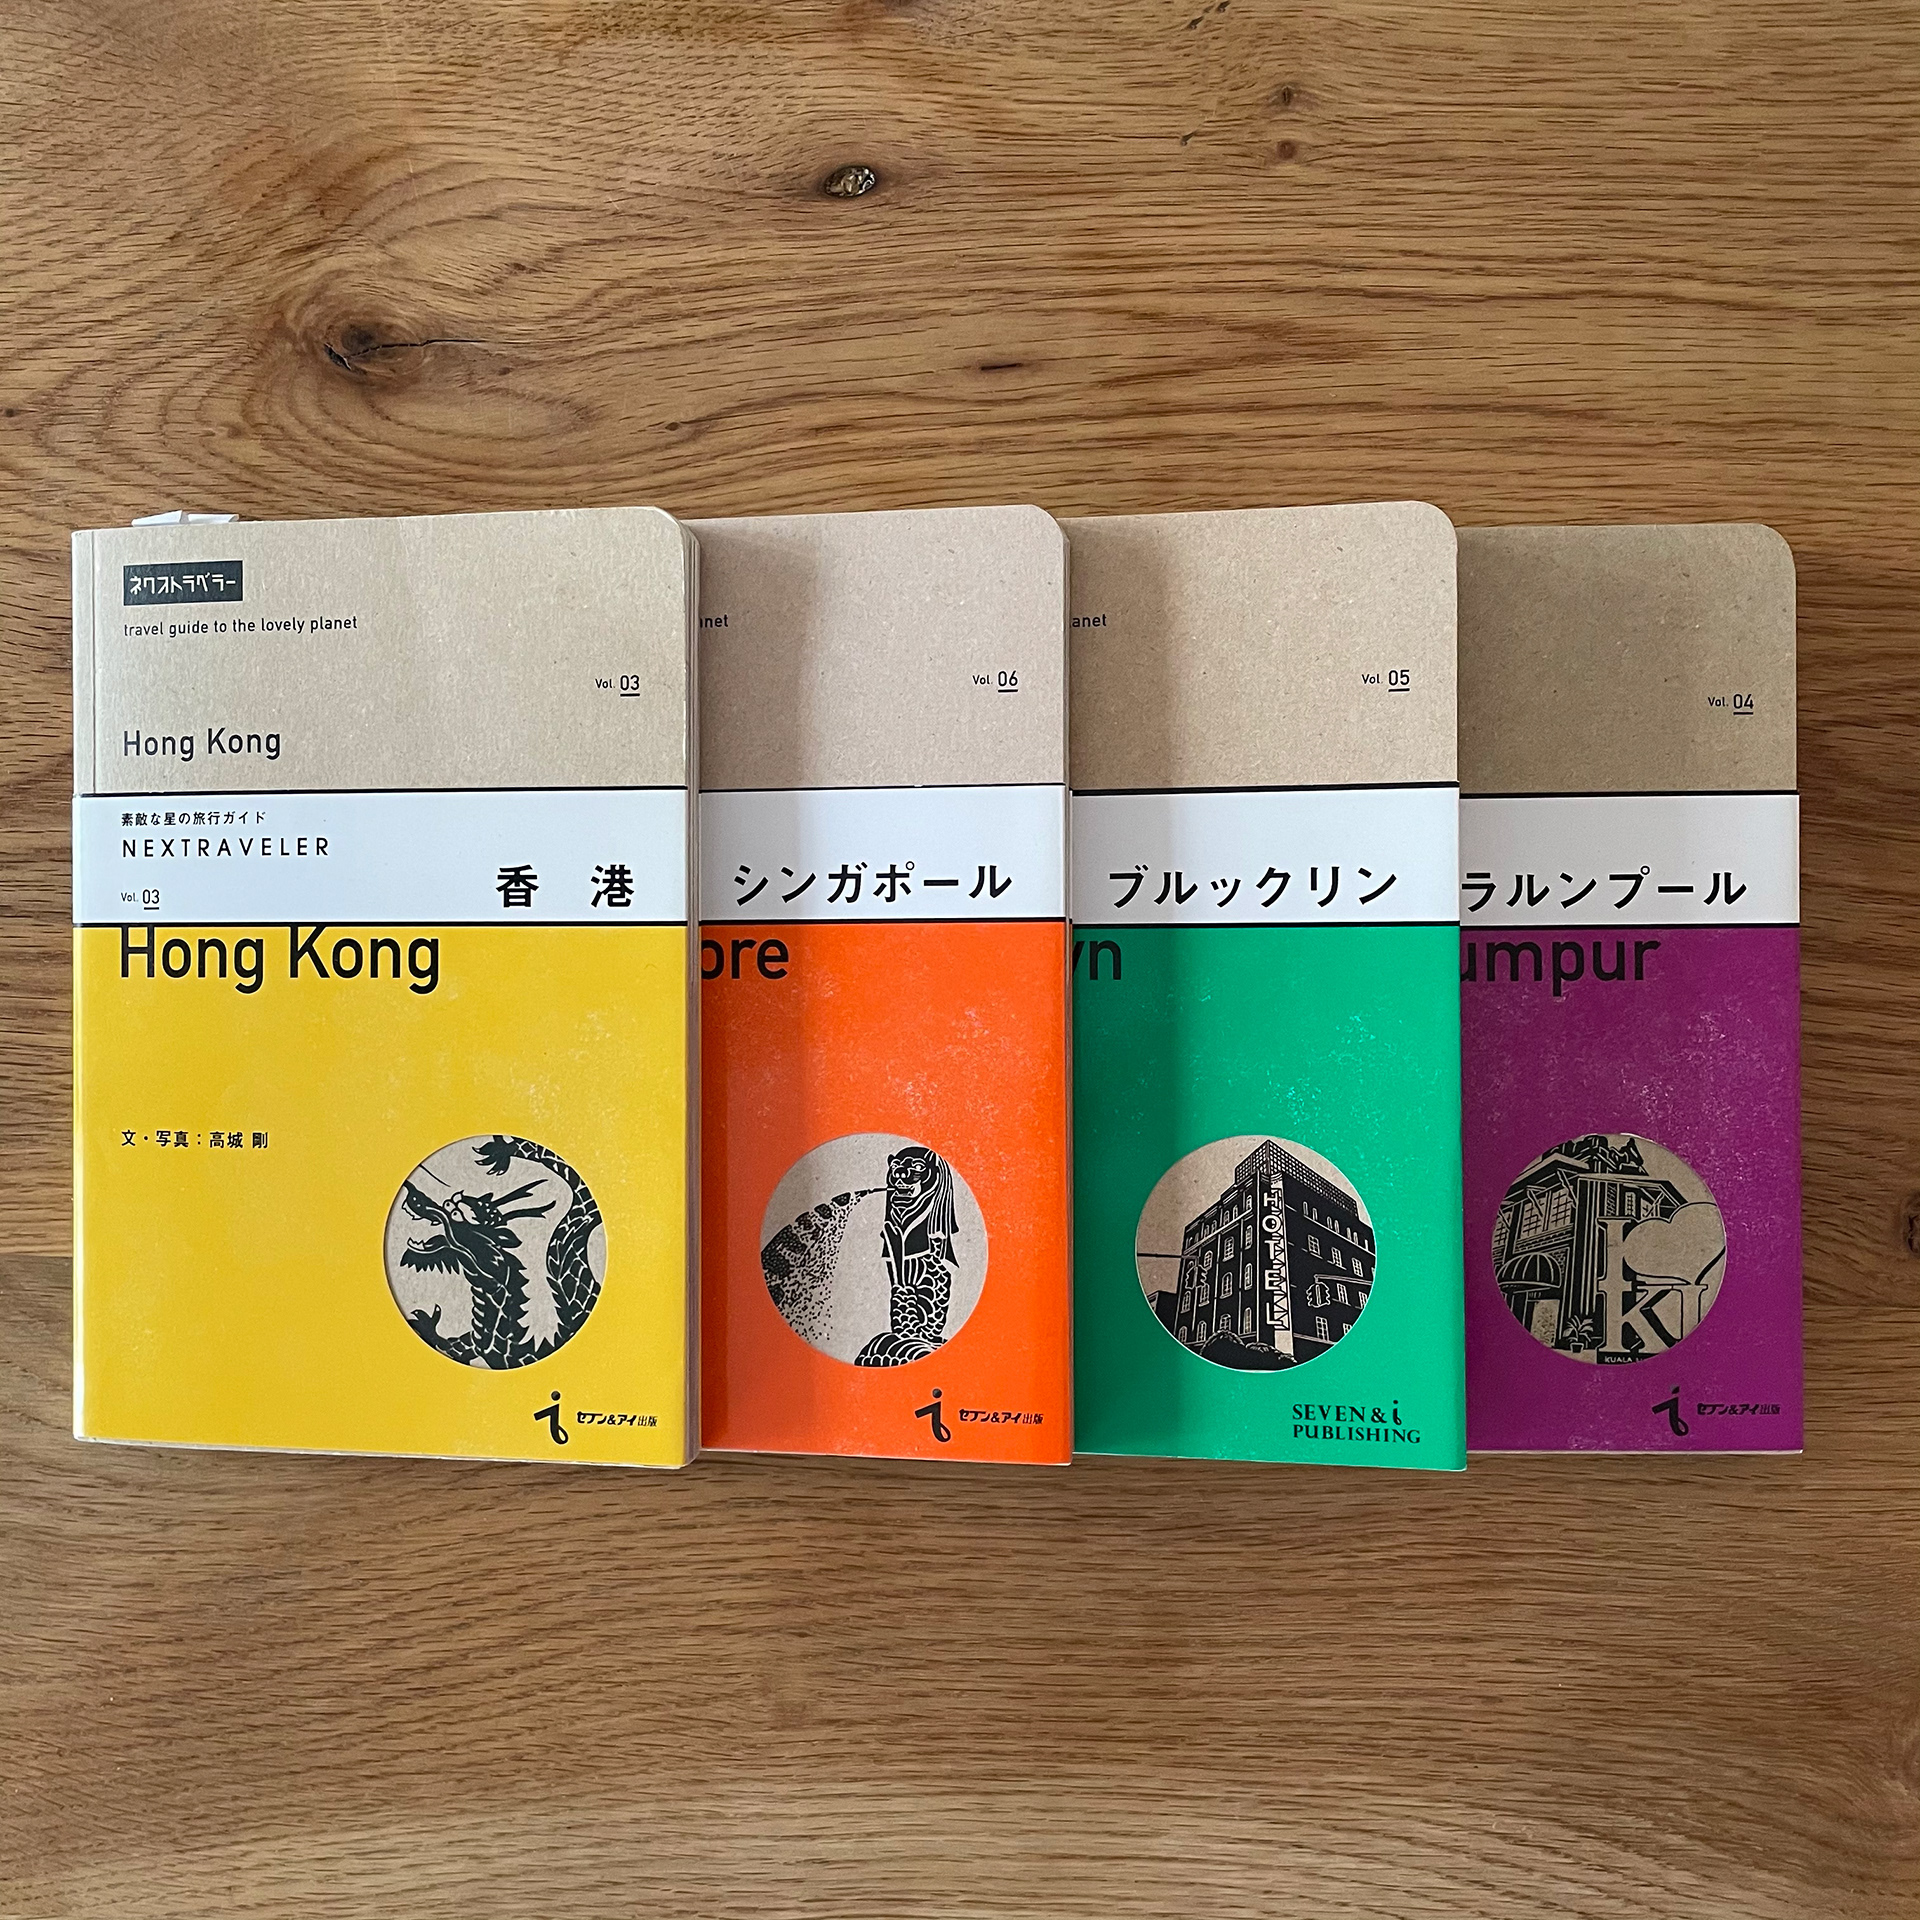 ネクストラベラー
travel guide to the lovely planet
Vol. 03
Hong Kong
素敵な星の旅行ガイド
NEXTRAVELER
Vol. 03
香 港
Hong Kong
文・写真：高城 剛
セブン&アイ出版
net
Vol. 06
シンガポール
ore
セブン&アイ出版
anet
Vol. 05
ブルックリン
yn
HOTEL
SEVEN & i
PUBLISHING
Vol. 04
ラルンプール
umpur
KUALA
セブン&アイ出版